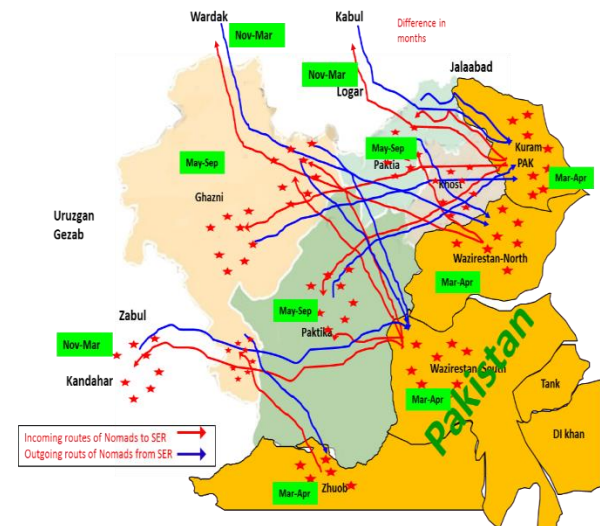 Wardak
Kabul
Difference in
months
Nov-Mar
Nov-Mar
Logar
Jalaabad
May-Sep
Paktia
Kuram
PAK
May-Sep
Ghazni
Khost
Mar-Apr
Uruzgan
Gezab
Wazirestan-North
Mar-Apr
Zabul
May-Sep
Paktika
Nov-Mar
Kandahar
Wazirestan-South
Pakistan
Tank
Mar-Apr
DI khan
Incoming routes of Nomads to SER
Outgoing rout of Nomads from SER
Mar-Apr
Zhuob